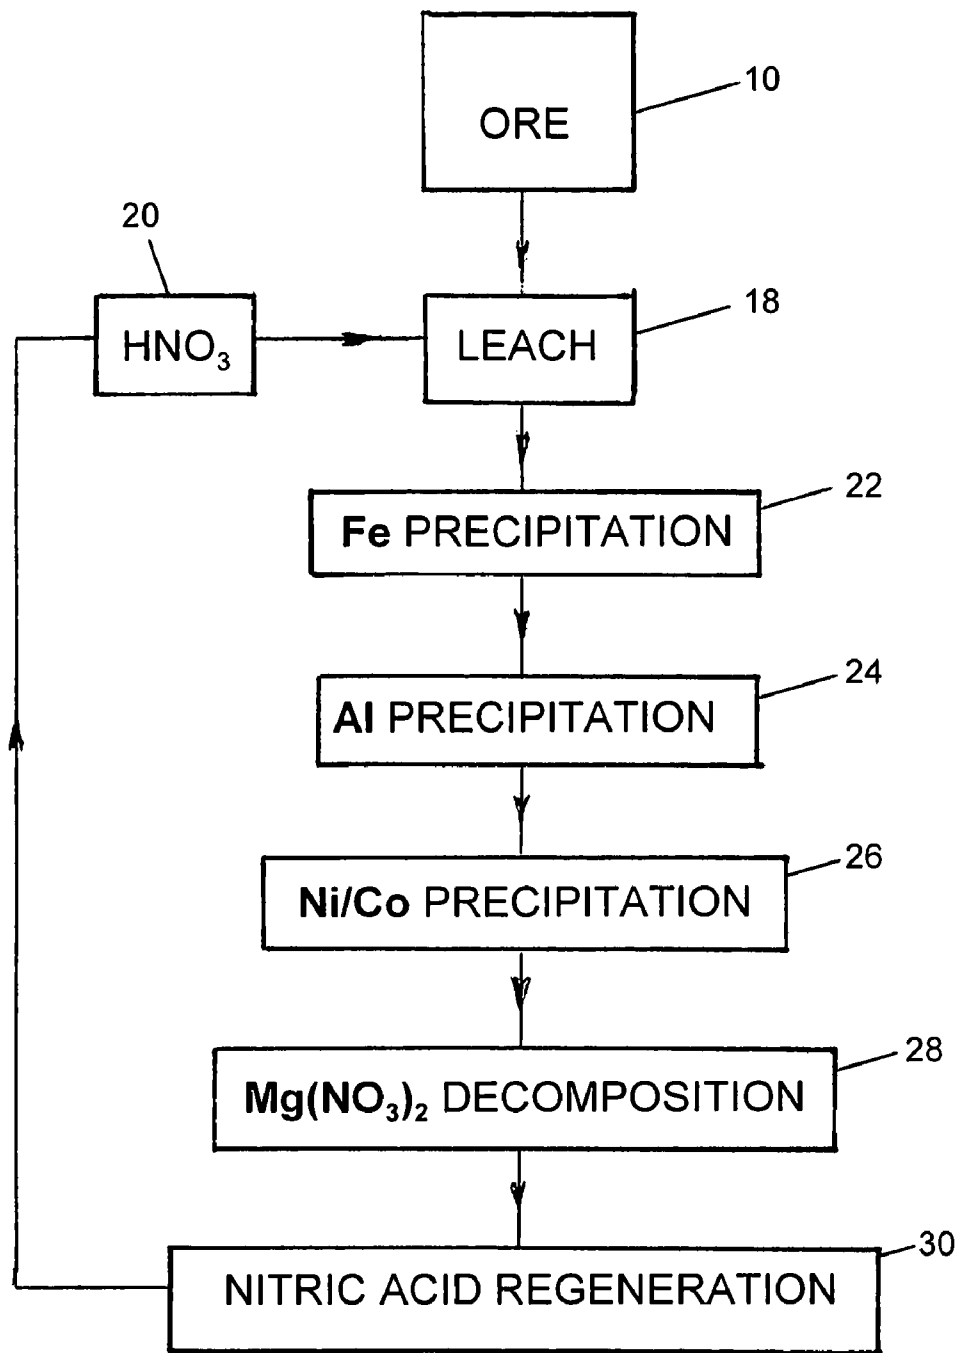 10
ORE
20
18
HNO₃
LEACH
22
Fe PRECIPITATION
24
Al PRECIPITATION
26
Ni/Co PRECIPITATION
28
Mg(NO₃)₂ DECOMPOSITION
30
NITRIC ACID REGENERATION